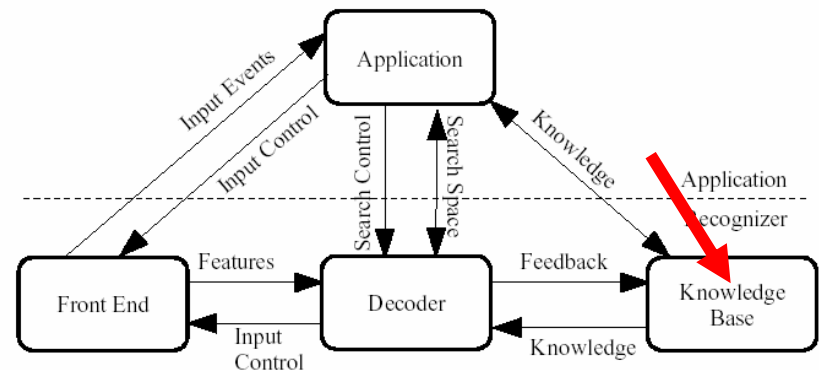 Application
Input Events
Input Control
Search Control
Search Space
Knowledge
Application
Recognizer
Front End
Features
Input
Control
Decoder
Feedback
Knowledge
Knowledge
Base